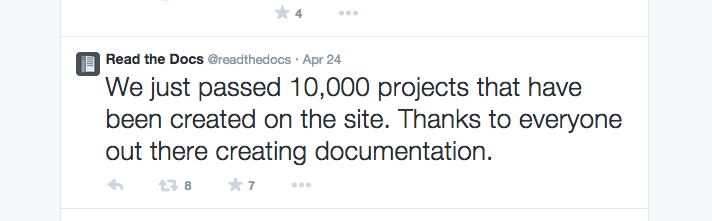 4
Read the Docs @readthedocs · Apr 24
We just passed 10,000 projects that have
been created on the site. Thanks to everyone
out there creating documentation.
8 7